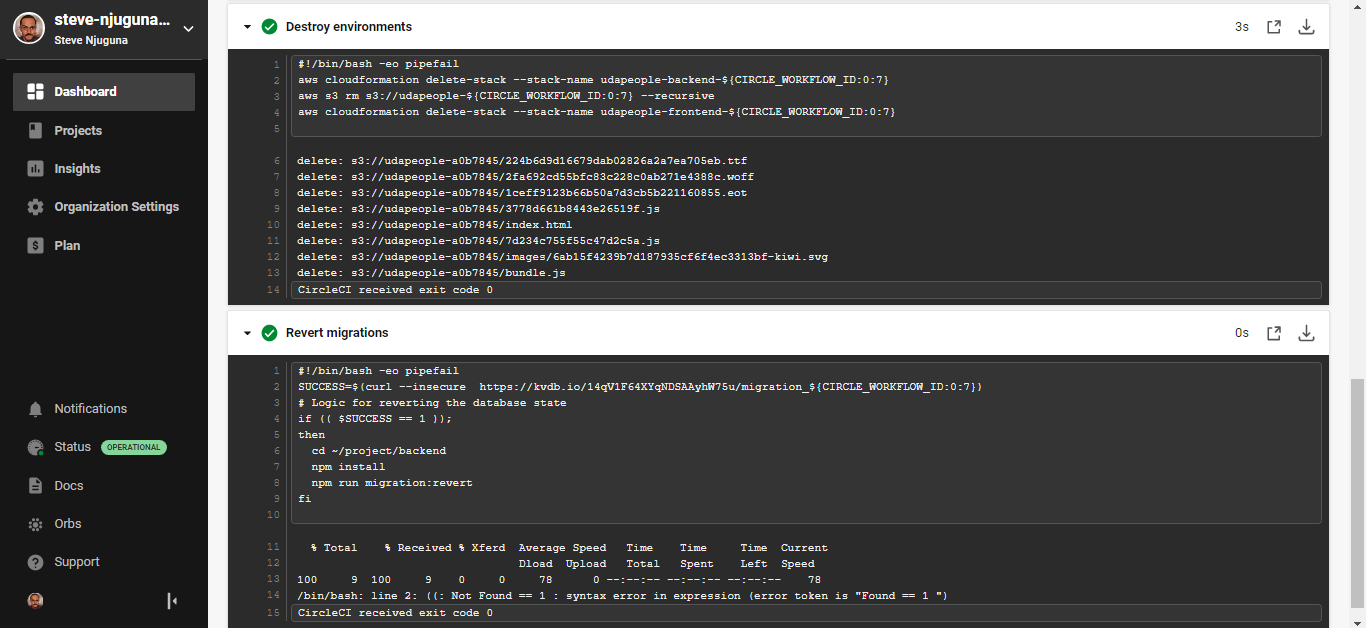 steve-njuguna...
Steve Njuguna
Dashboard
Projects
Insights
Organization Settings
Plan
Notifications
Status OPERATIONAL
Docs
Orbs
Support
Destroy environments 3s
1 #!/bin/bash -eo pipefail
2 aws cloudformation delete-stack --stack-name udapeople-backend-${CIRCLE_WORKFLOW_ID:0:7}
3 aws s3 rm s3://udapeople-${CIRCLE_WORKFLOW_ID:0:7} --recursive
4 aws cloudformation delete-stack --stack-name udapeople-frontend-${CIRCLE_WORKFLOW_ID:0:7}
5
6 delete: s3://udapeople-a0b7845/224b6d9d16679dab02826a2a7ea705eb.ttf
7 delete: s3://udapeople-a0b7845/2fa692cd55bfc83c228c0ab271e4388c.woff
8 delete: s3://udapeople-a0b7845/1ceff9123b66b50a7d3cb5b221160855.eot
9 delete: s3://udapeople-a0b7845/3778d661b8443e26519f.js
10 delete: s3://udapeople-a0b7845/index.html
11 delete: s3://udapeople-a0b7845/7d234c755f55c47d2c5a.js
12 delete: s3://udapeople-a0b7845/images/6ab15f4239b7d187935cf6f4ec3313bf-kiwi.svg
13 delete: s3://udapeople-a0b7845/bundle.js
14 CircleCI received exit code 0
Revert migrations 0s
1 #!/bin/bash -eo pipefail
2 SUCCESS=$(curl --insecure  https://kvdb.io/14qV1F64XYqNDSAAyhW75u/migration_${CIRCLE_WORKFLOW_ID:0:7})
3 # Logic for reverting the database state
4 if (( $SUCCESS == 1 ));
5 then
6   cd ~/project/backend
7   npm install
8   npm run migration:revert
9 fi
10
11   % Total    % Received % Xferd  Average Speed   Time    Time     Time  Current
12                                  Dload  Upload   Total   Spent    Left  Speed
13 100     9  100     9    0     0     78      0 --:--:-- --:--:-- --:--:--    78
14 /bin/bash: line 2: ((: Not Found == 1 : syntax error in expression (error token is "Found == 1 ")
15 CircleCI received exit code 0